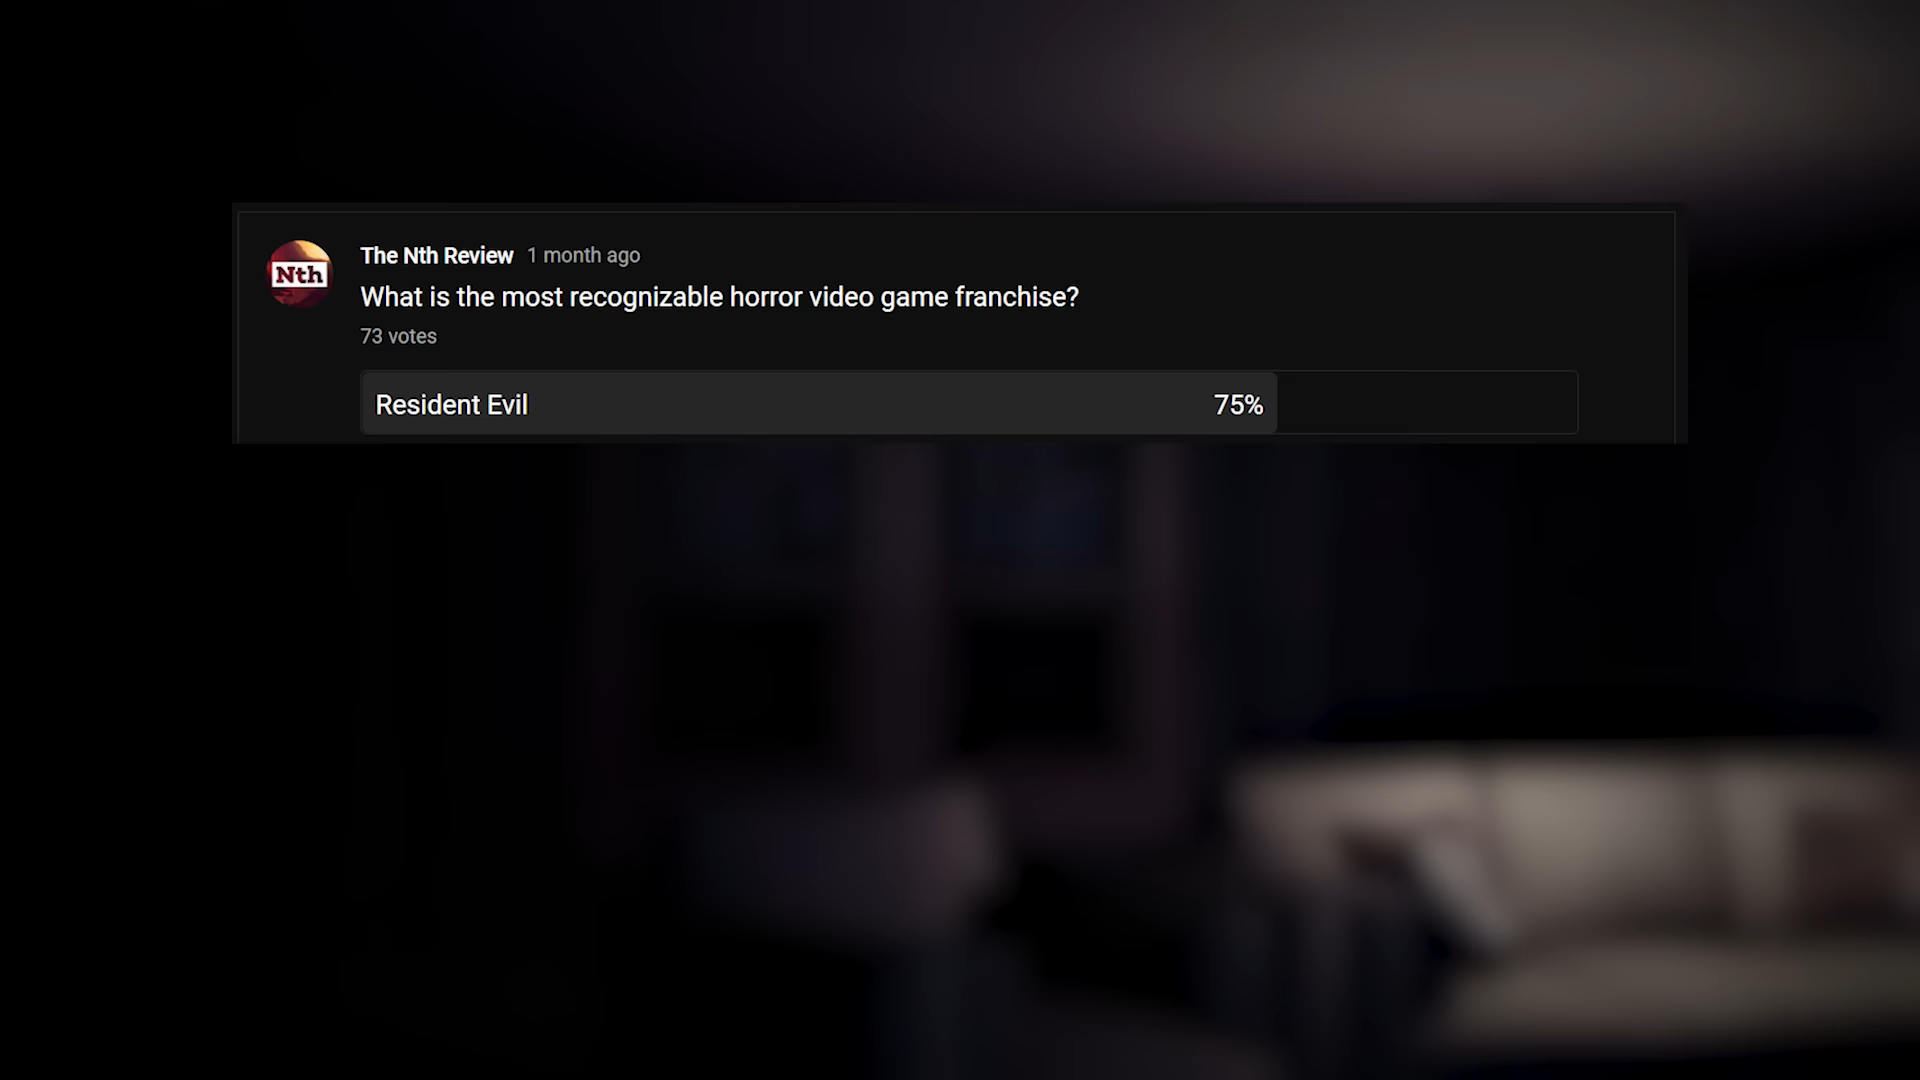 Nth
The Nth Review 1 month ago
What is the most recognizable horror video game franchise?
73 votes
Resident Evil 75%